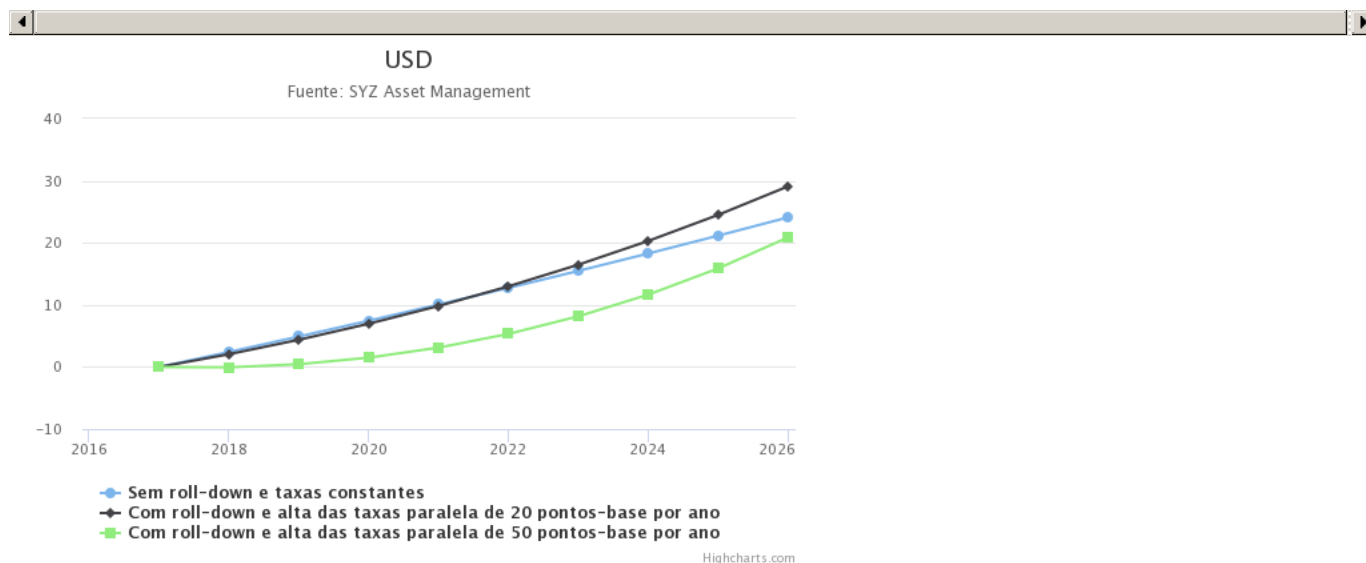 USD
Fuente: SYZ Asset Management
40
30
20
10
0
−10
2016 2018 2020 2022 2024 2026
Sem roll-down e taxas constantes
Com roll-down e alta das taxas paralela de 20 pontos-base por ano
Com roll-down e alta das taxas paralela de 50 pontos-base por ano
Highcharts.com